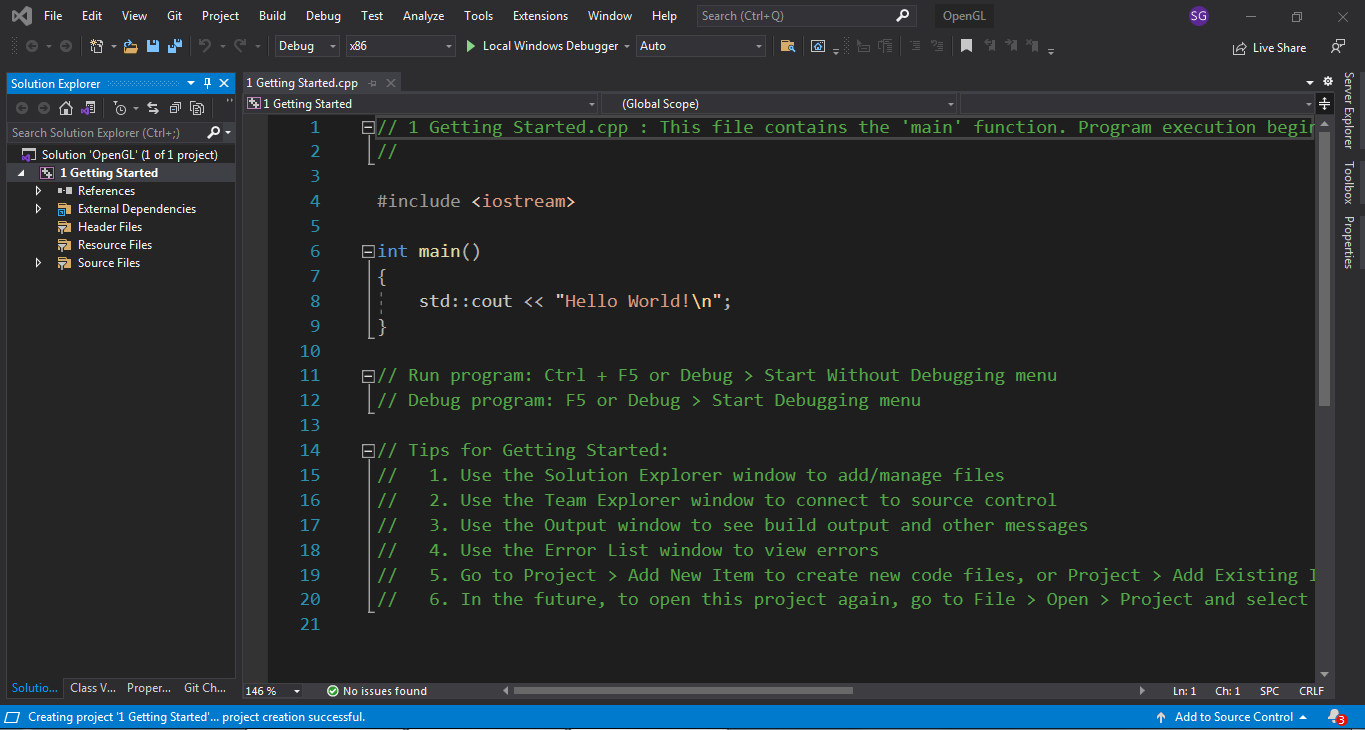 File Edit View Git Project Build Debug Test Analyze Tools Extensions Window Help Search (Ctrl+Q) OpenGL SG
Debug x86 Local Windows Debugger Auto Live Share
Solution Explorer
Search Solution Explorer (Ctrl+;)
Solution 'OpenGL' (1 of 1 project)
1 Getting Started
References
External Dependencies
Header Files
Resource Files
Source Files
Solutio... Class V... Proper... Git Ch...
1 Getting Started.cpp
1 Getting Started (Global Scope)
1 // 1 Getting Started.cpp : This file contains the 'main' function. Program execution begin
2 //
3
4 #include <iostream>
5
6 int main()
7 {
8 std::cout << "Hello World!\n";
9 }
10
11 // Run program: Ctrl + F5 or Debug > Start Without Debugging menu
12 // Debug program: F5 or Debug > Start Debugging menu
13
14 // Tips for Getting Started:
15 // 1. Use the Solution Explorer window to add/manage files
16 // 2. Use the Team Explorer window to connect to source control
17 // 3. Use the Output window to see build output and other messages
18 // 4. Use the Error List window to view errors
19 // 5. Go to Project > Add New Item to create new code files, or Project > Add Existing
20 // 6. In the future, to open this project again, go to File > Open > Project and select
21
146 % No issues found Ln: 1 Ch: 1 SPC CRLF
Server Explorer
Toolbox
Properties
Creating project '1 Getting Started'... project creation successful. Add to Source Control 3